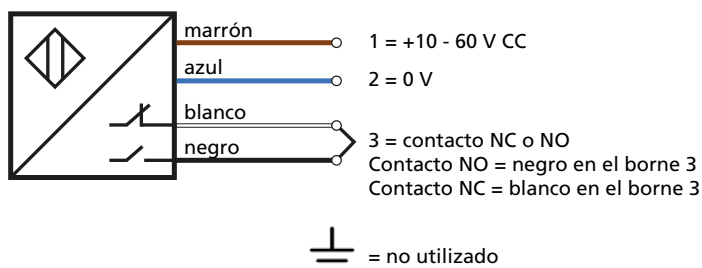 marrón
1 = +10 - 60 V CC
azul
2 = 0 V
blanco
negro
3 = contacto NC o NO
Contacto NO = negro en el borne 3
Contacto NC = blanco en el borne 3
= no utilizado